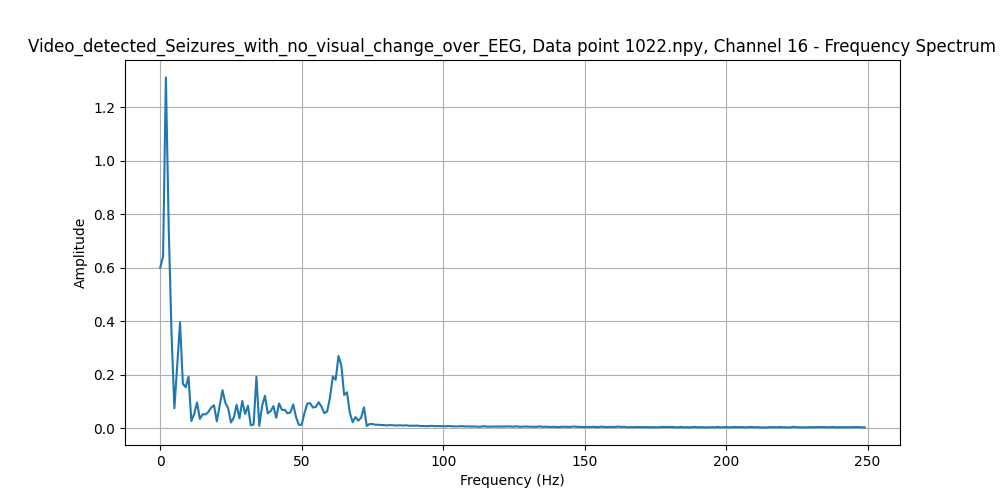 Video_detected_Seizures_with_no_visual_change_over_EEG, Data point 1022.npy, Channel 16 - Frequency Spectrum
1.2
1.0
0.8
0.6
0.4
0.2
0.0
Amplitude
0 50 100 150 200 250
Frequency (Hz)